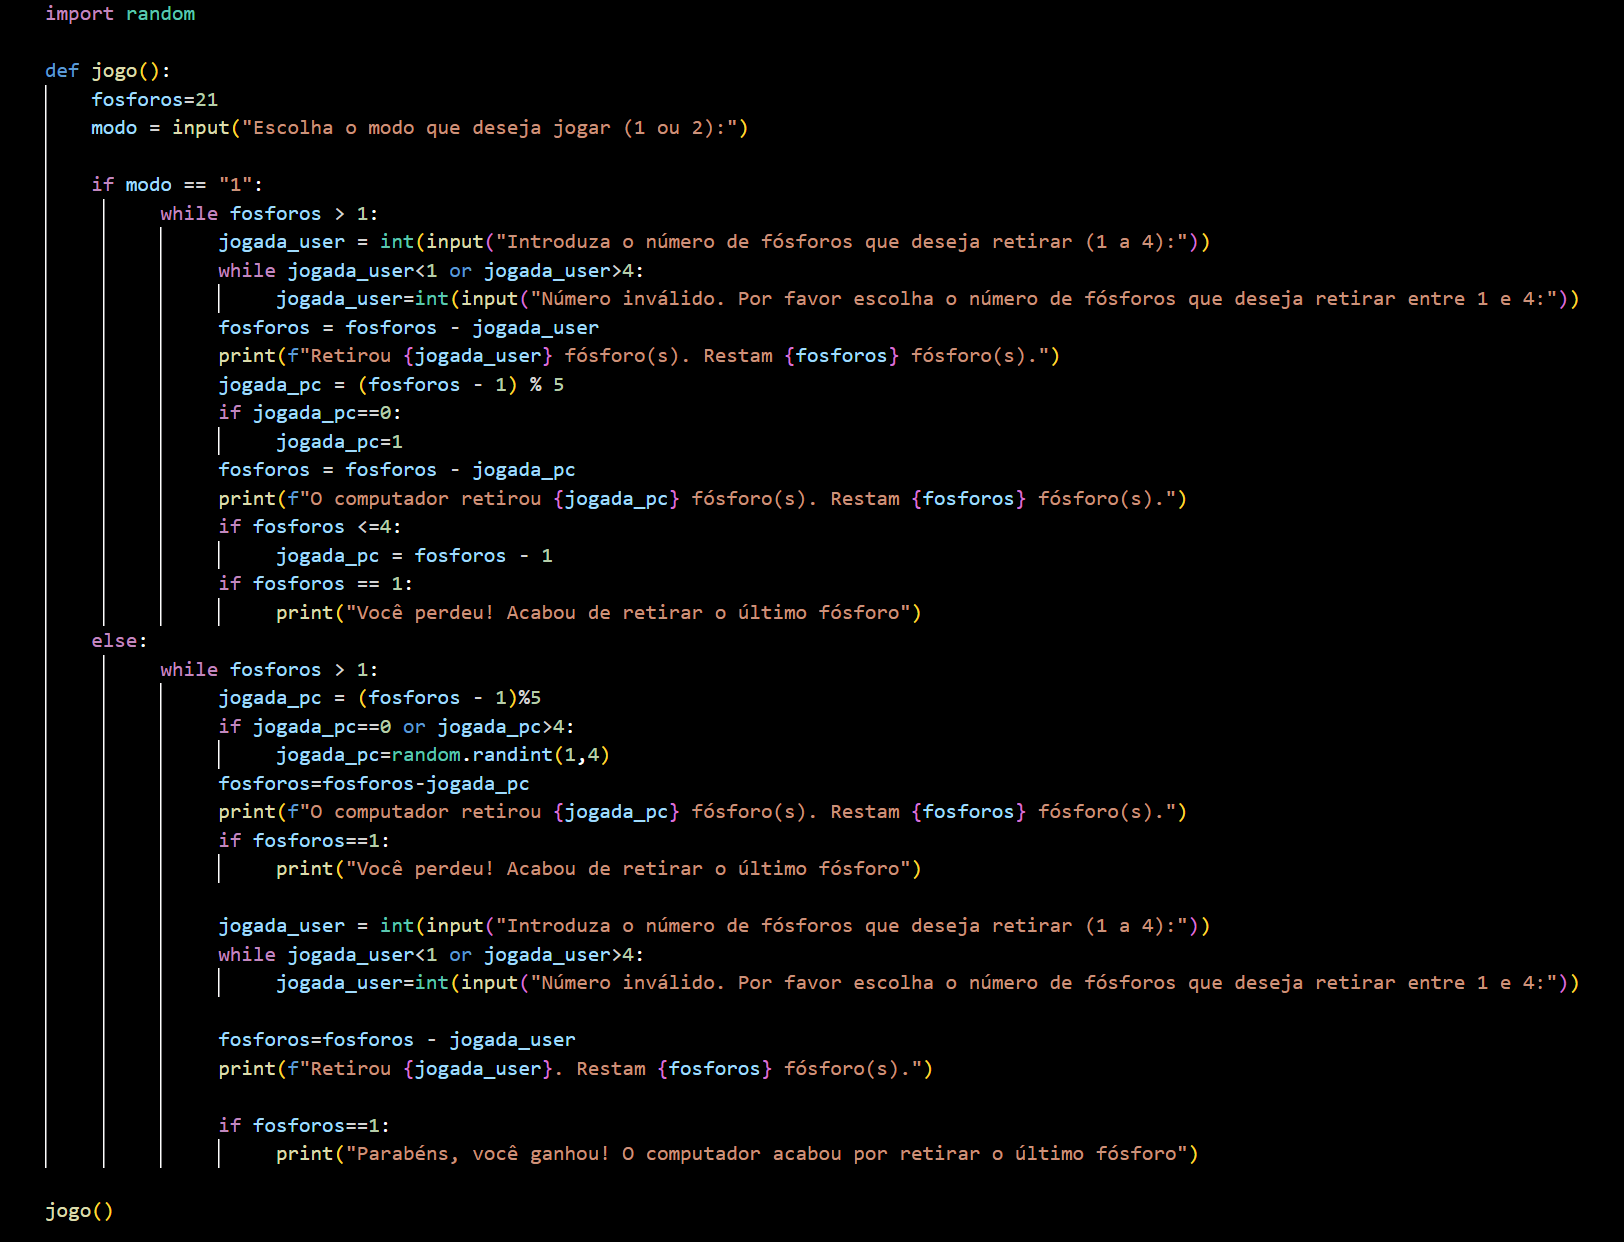 import random
def jogo():
fosforos=21
modo = input("Escolha o modo que deseja jogar (1 ou 2):")
if modo == "1":
while fosforos > 1:
jogada_user = int(input("Introduza o número de fósforos que deseja retirar (1 a 4):"))
while jogada_user<1 or jogada_user>4:
jogada_user=int(input("Número inválido. Por favor escolha o número de fósforos que deseja retirar entre 1 e 4:"))
fosforos = fosforos - jogada_user
print(f"Retirou {jogada_user} fósforo(s). Restam {fosforos} fósforo(s).")
jogada_pc = (fosforos - 1) % 5
if jogada_pc==0:
jogada_pc=1
fosforos = fosforos - jogada_pc
print(f"O computador retirou {jogada_pc} fósforo(s). Restam {fosforos} fósforo(s).")
if fosforos <=4:
jogada_pc = fosforos - 1
if fosforos == 1:
print("Você perdeu! Acabou de retirar o último fósforo")
else:
while fosforos > 1:
jogada_pc = (fosforos - 1)%5
if jogada_pc==0 or jogada_pc>4:
jogada_pc=random.randint(1,4)
fosforos=fosforos-jogada_pc
print(f"O computador retirou {jogada_pc} fósforo(s). Restam {fosforos} fósforo(s).")
if fosforos==1:
print("Você perdeu! Acabou de retirar o último fósforo")
jogada_user = int(input("Introduza o número de fósforos que deseja retirar (1 a 4):"))
while jogada_user<1 or jogada_user>4:
jogada_user=int(input("Número inválido. Por favor escolha o número de fósforos que deseja retirar entre 1 e 4:"))
fosforos=fosforos - jogada_user
print(f"Retirou {jogada_user}. Restam {fosforos} fósforo(s).")
if fosforos==1:
print("Parabéns, você ganhou! O computador acabou por retirar o último fósforo")
jogo()